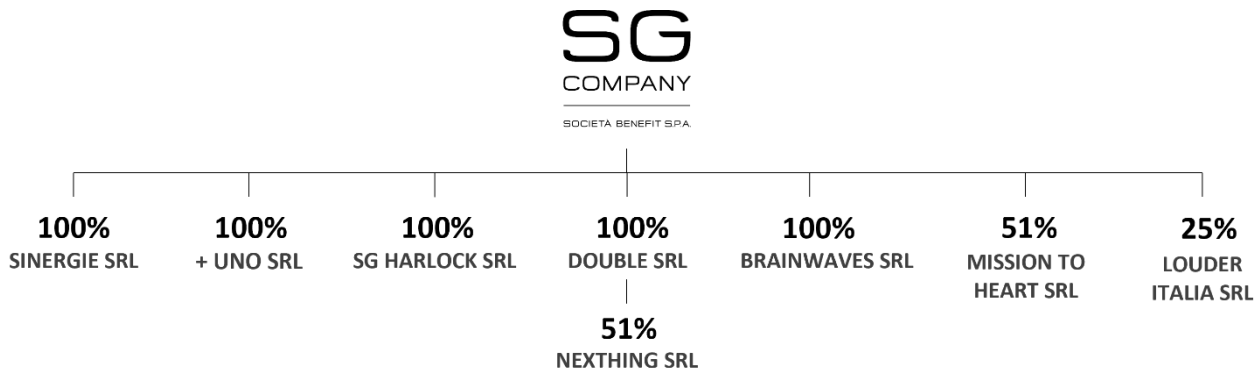 SG
COMPANY
SOCIETÀ BENEFIT S.P.A.
100%
SINERGIE SRL
100%
+ UNO SRL
100%
SG HARLOCK SRL
100%
DOUBLE SRL
100%
BRAINWAVES SRL
51%
MISSION TO
HEART SRL
25%
LOUDER
ITALIA SRL
51%
NEXTHING SRL